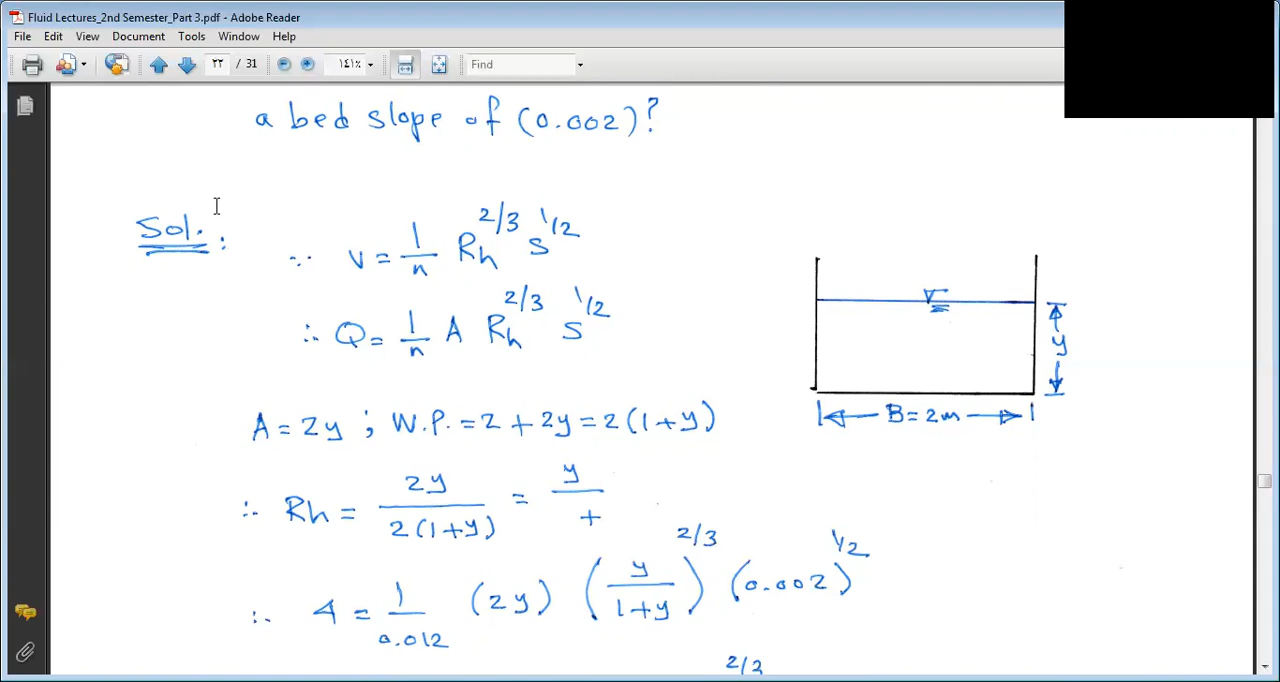 Fluid Lectures_2nd Semester_Part 3.pdf - Adobe Reader
File Edit View Document Tools Window Help
٢٢ / 31 ١٤١٪ Find
a bed slope of (0.002)?
Sol. :
∵ V = 1/n Rh^2/3 S^1/2
∴ Q = 1/n A Rh^2/3 S^1/2
y
B = 2m
A = 2y ; W.P. = 2 + 2y = 2(1+y)
∴ Rh = 2y / 2(1+y) = y / +
∴ 4 = 1/0.012 (2y) (y/1+y)^2/3 (0.002)^1/2
2/3